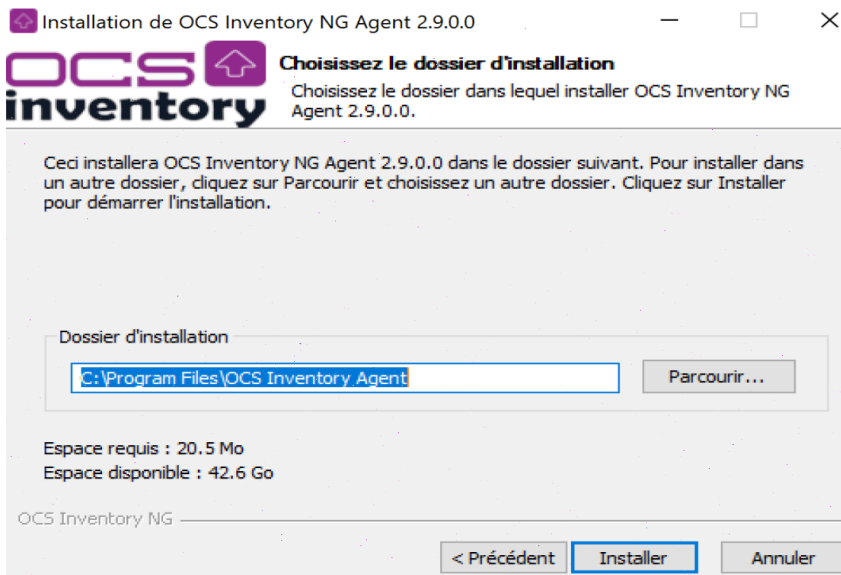 Installation de OCS Inventory NG Agent 2.9.0.0
OCS
inventory
Choisissez le dossier d'installation
Choisissez le dossier dans lequel installer OCS Inventory NG
Agent 2.9.0.0.
Ceci installera OCS Inventory NG Agent 2.9.0.0 dans le dossier suivant. Pour installer dans
un autre dossier, cliquez sur Parcourir et choisissez un autre dossier. Cliquez sur Installer
pour démarrer l'installation.
Dossier d'installation
C:\Program Files\OCS Inventory Agent
Parcourir...
Espace requis : 20.5 Mo
Espace disponible : 42.6 Go
OCS Inventory NG
< Précédent
Installer
Annuler